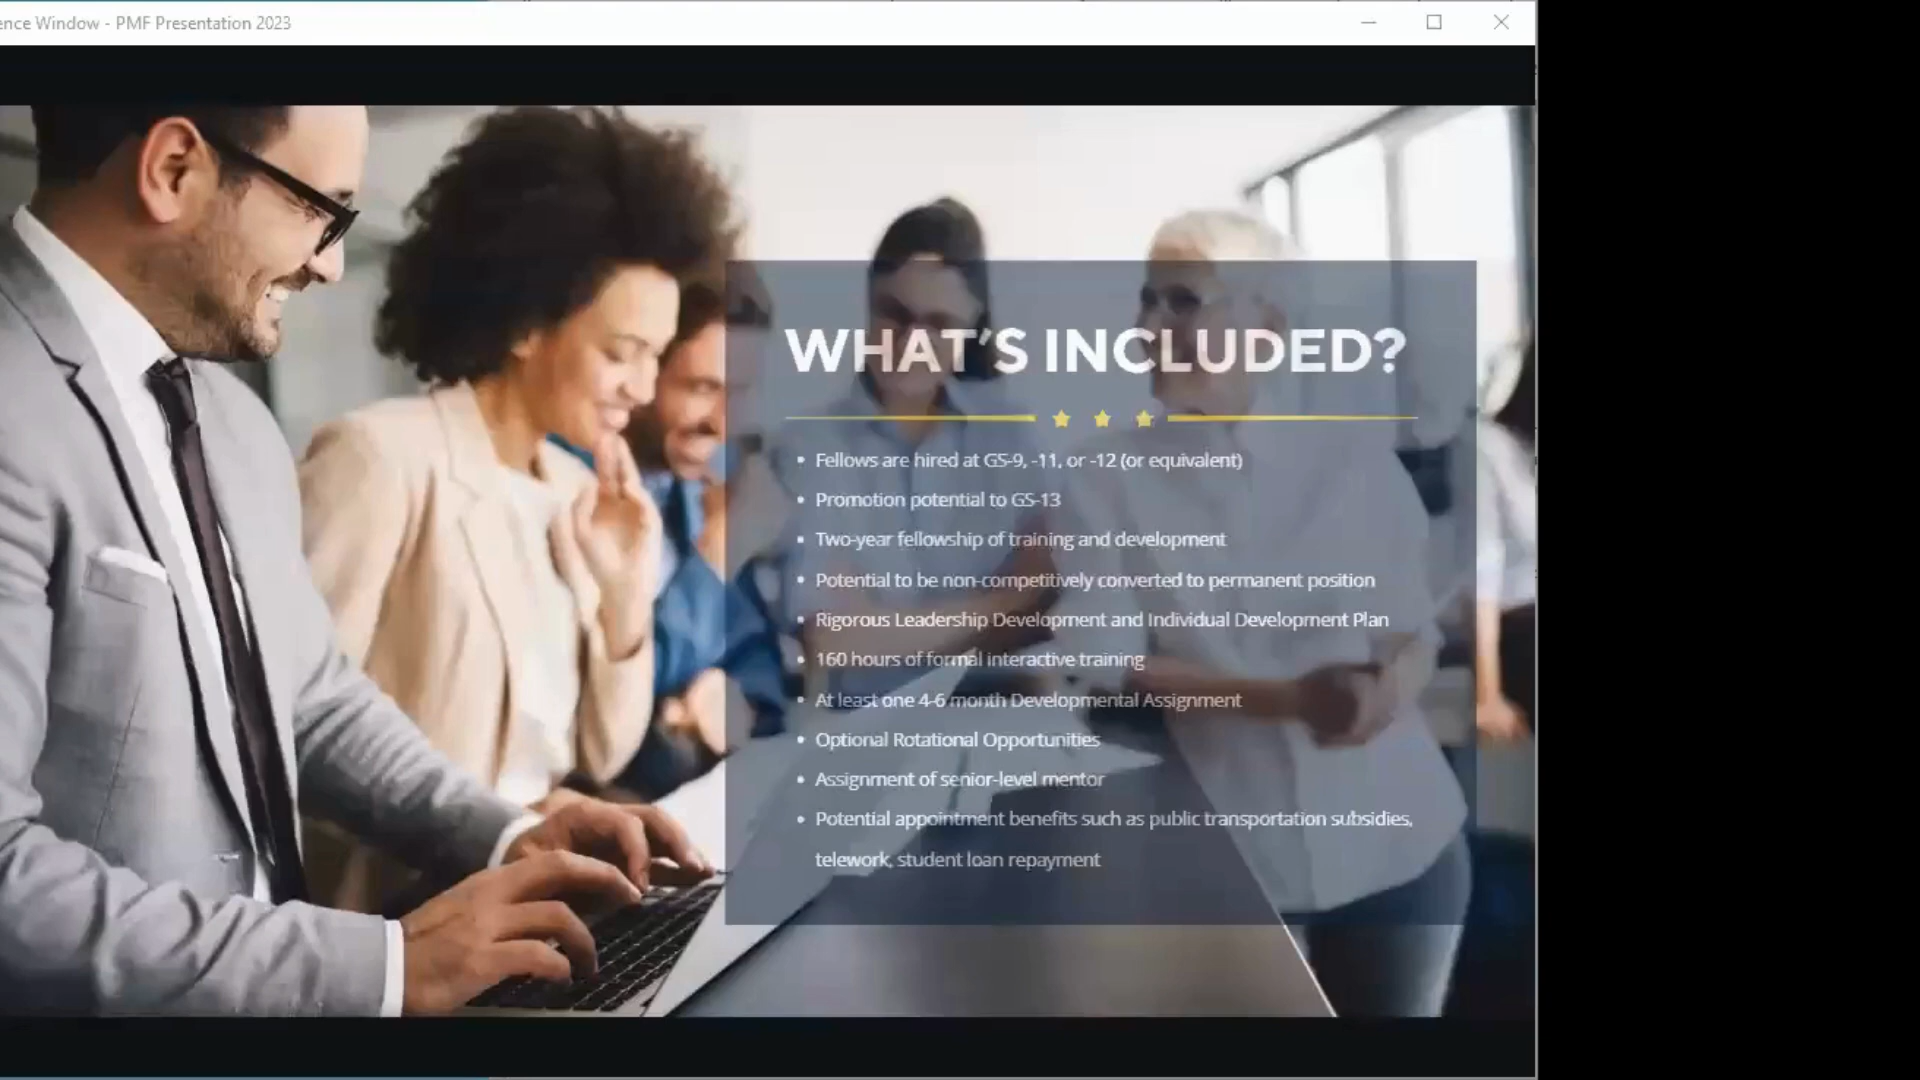 ence Window - PMF Presentation 2023
WHAT'S INCLUDED?
• Fellows are hired at GS-9, -11, or -12 (or equivalent)
• Promotion potential to GS-13
• Two-year fellowship of training and development
• Potential to be non-competitively converted to permanent position
• Rigorous Leadership Development and Individual Development Plan
• 160 hours of formal interactive training
• At least one 4-6 month Developmental Assignment
• Optional Rotational Opportunities
• Assignment of senior-level mentor
• Potential appointment benefits such as public transportation subsidies,
telework, student loan repayment